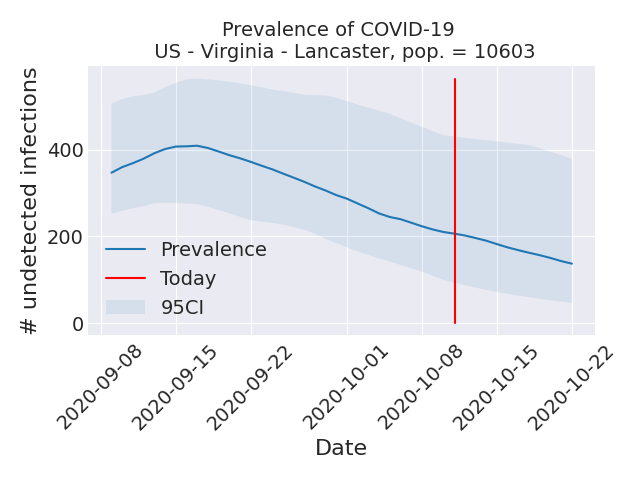 Prevalence of COVID-19
US - Virginia - Lancaster, pop. = 10603
# undetected infections
400
200
0
Prevalence
Today
95CI
2020-09-08
2020-09-15
2020-09-22
2020-10-01
2020-10-08
2020-10-15
2020-10-22
Date